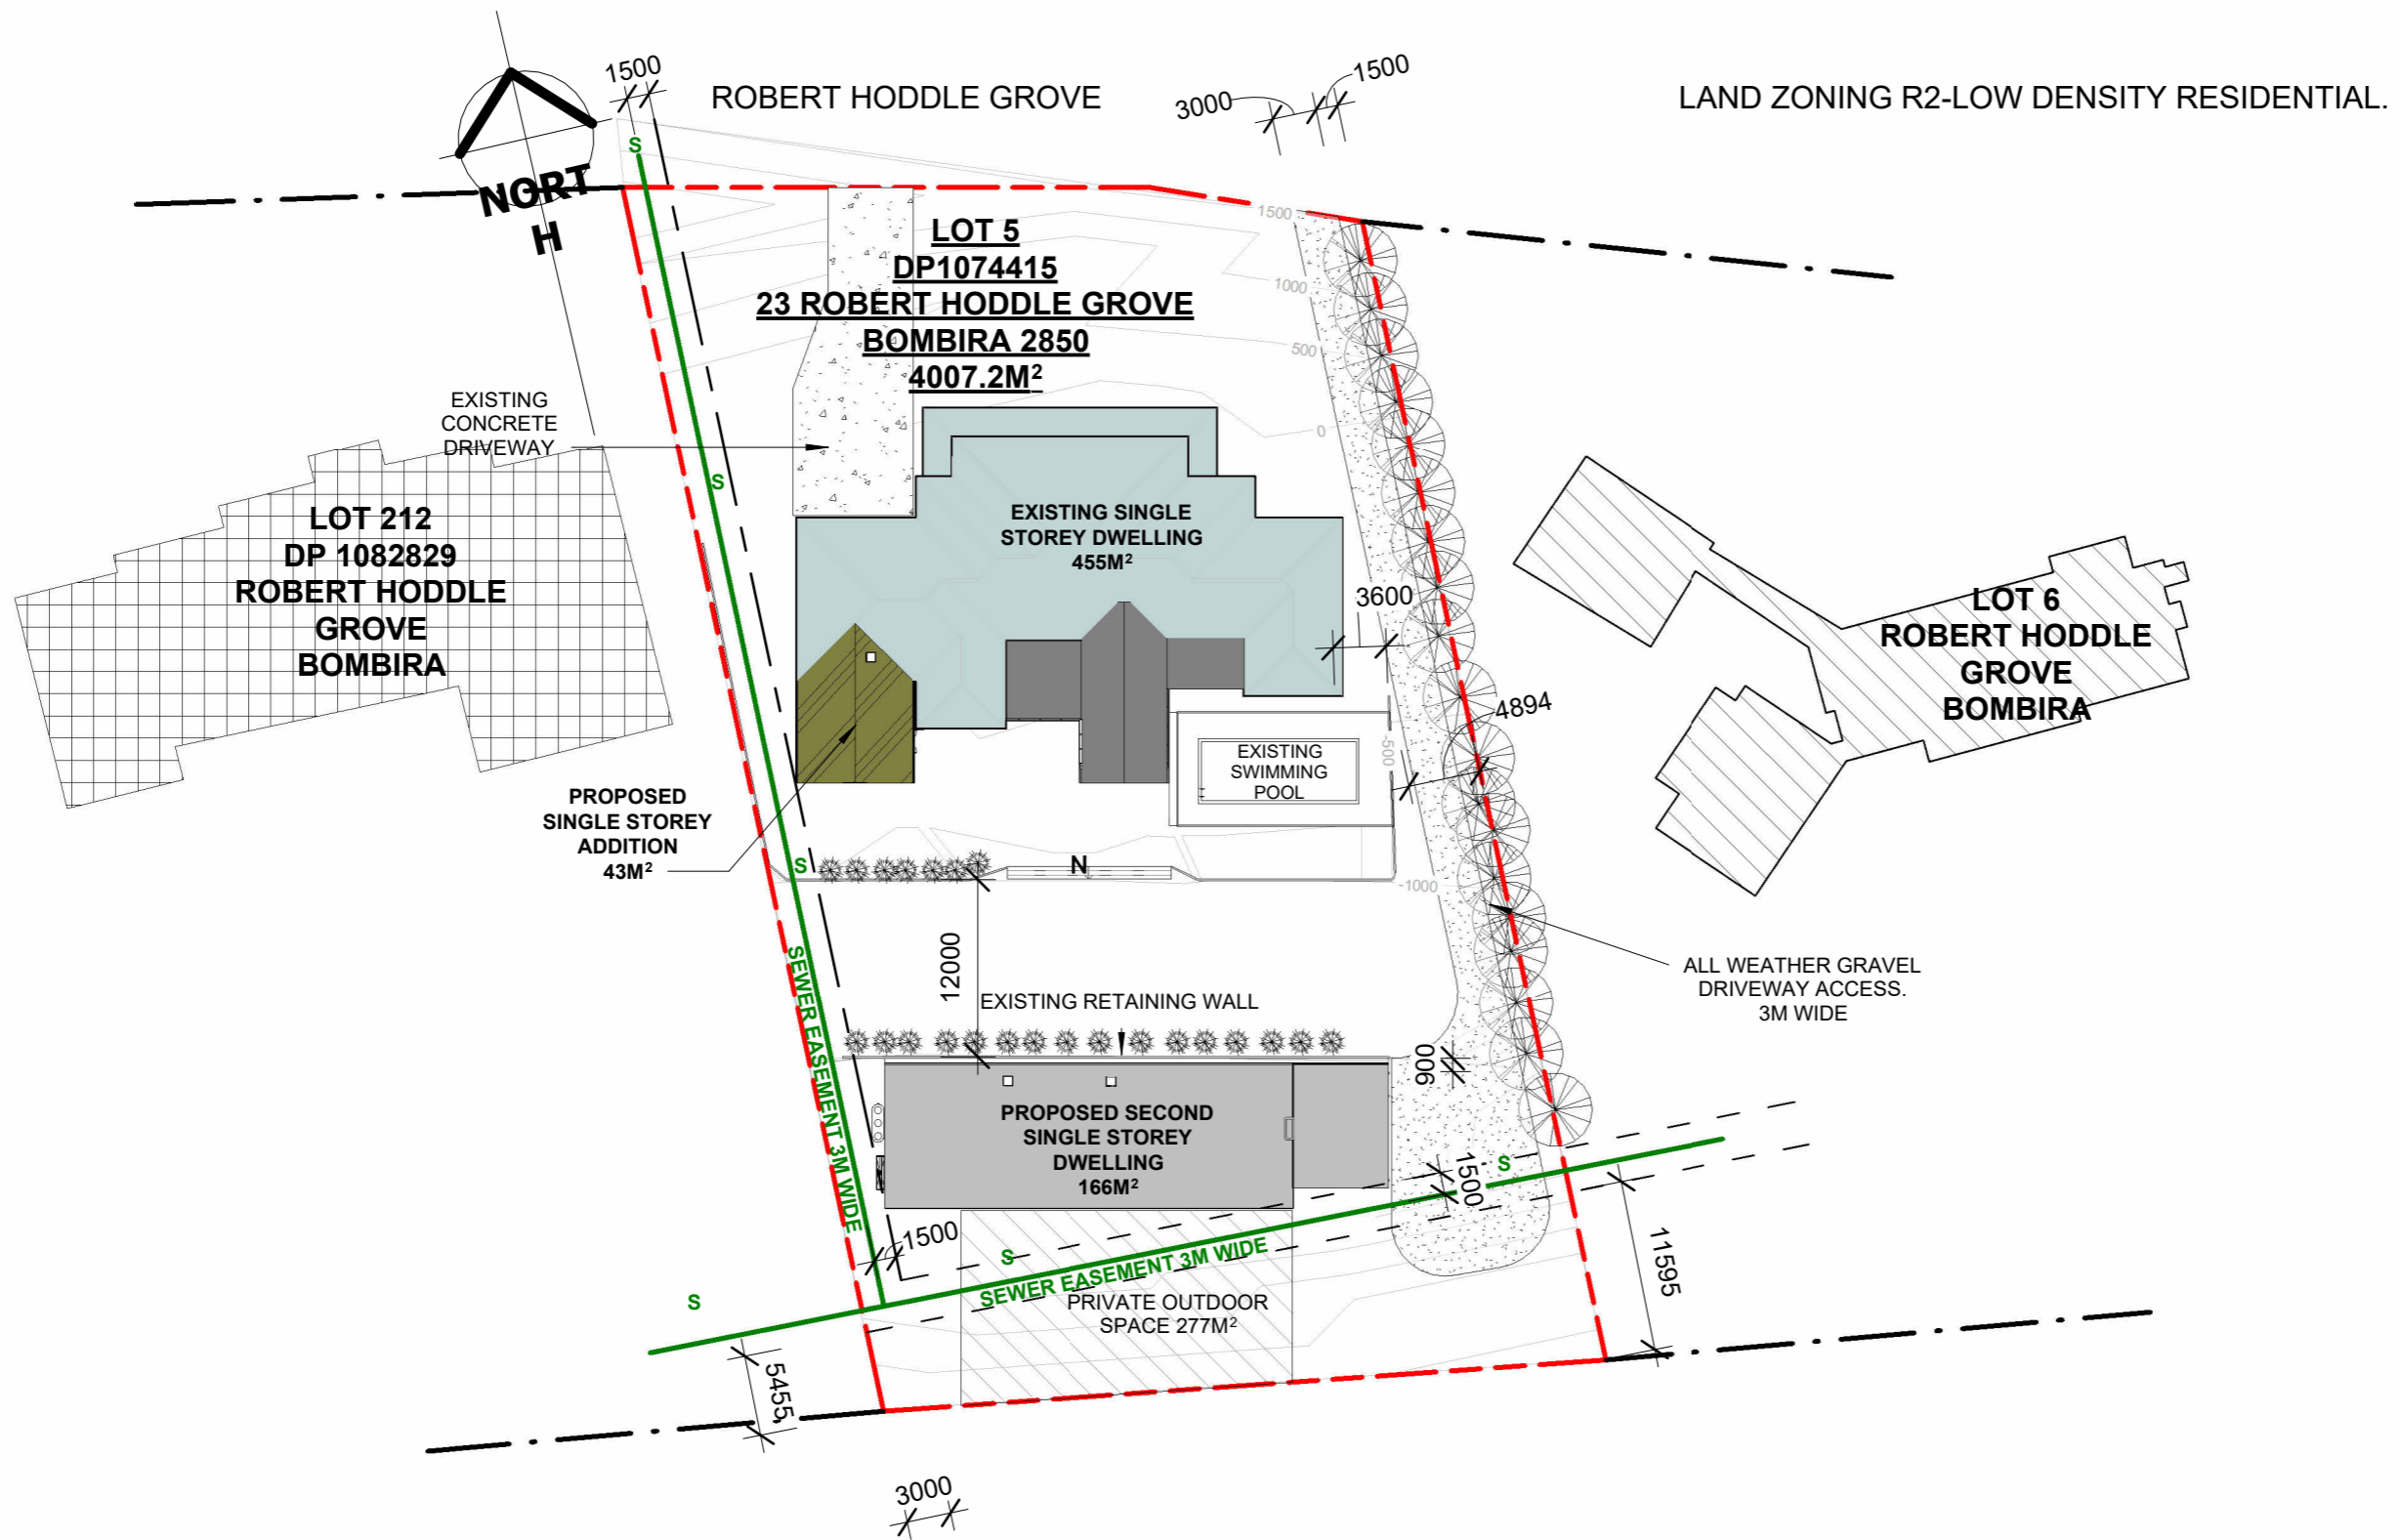 1500
ROBERT HODDLE GROVE
3000
1500
LAND ZONING R2-LOW DENSITY RESIDENTIAL.
S
NORT
H
1500
LOT 5
DP1074415
23 ROBERT HODDLE GROVE
BOMBIRA 2850
4007.2M²
1000
500
0
EXISTING
CONCRETE
DRIVEWAY
S
LOT 212
DP 1082829
ROBERT HODDLE
GROVE
BOMBIRA
EXISTING SINGLE
STOREY DWELLING
455M²
3600
LOT 6
ROBERT HODDLE
GROVE
BOMBIRA
4894
-500
EXISTING
SWIMMING
POOL
PROPOSED
SINGLE STOREY
ADDITION
43M²
S
N
-1000
12000
SEWER EASEMENT 3M WIDE
EXISTING RETAINING WALL
ALL WEATHER GRAVEL
DRIVEWAY ACCESS.
3M WIDE
900
PROPOSED SECOND
SINGLE STOREY
DWELLING
166M²
1500
S
1500
S
SEWER EASEMENT 3M WIDE
11595
S
PRIVATE OUTDOOR
SPACE 277M²
5455
3000